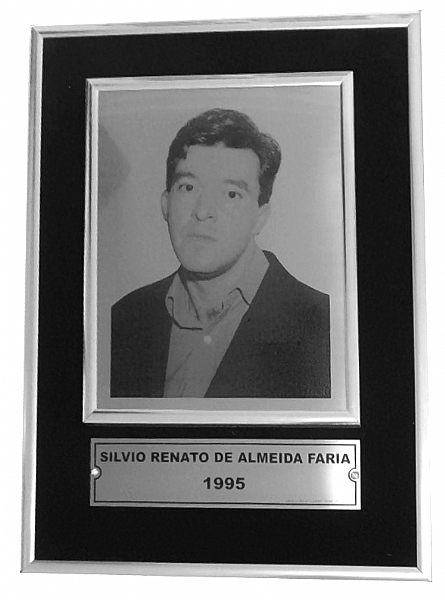 SILVIO RENATO DE ALMEIDA FARIA
1995